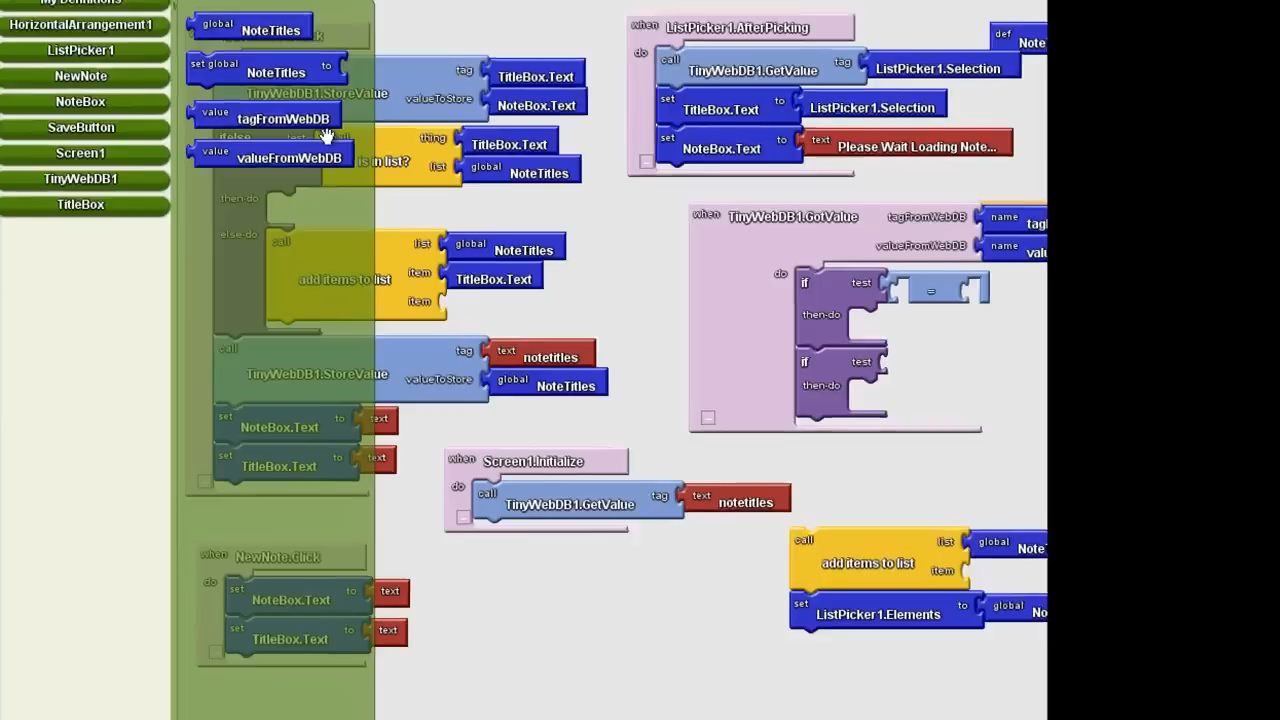 My Definitions
HorizontalArrangement1
ListPicker1
NewNote
NoteBox
SaveButton
Screen1
TinyWebDB1
TitleBox
global NoteTitles
set global NoteTitles to
value tagFromWebDB
value valueFromWebDB
TinyWebDB1.StoreValue
tag TitleBox.Text
valueToStore NoteBox.Text
ifelse test call
is in list?
thing TitleBox.Text
list global NoteTitles
then-do
else-do
call add items to list
list global NoteTitles
item TitleBox.Text
item
call TinyWebDB1.StoreValue
tag text notetitles
valueToStore global NoteTitles
set NoteBox.Text to text
set TitleBox.Text to text
when NewNote.Click
do set NoteBox.Text to text
set TitleBox.Text to text
when Screen1.Initialize
do call TinyWebDB1.GetValue tag text notetitles
when ListPicker1.AfterPicking
do call TinyWebDB1.GetValue tag ListPicker1.Selection
set TitleBox.Text to ListPicker1.Selection
set NoteBox.Text to text Please Wait Loading Note...
def Note
when TinyWebDB1.GotValue
tagFromWebDB name tag
valueFromWebDB name valu
do if test =
then-do
if test
then-do
call add items to list
list global Note
item
set ListPicker1.Elements to global No